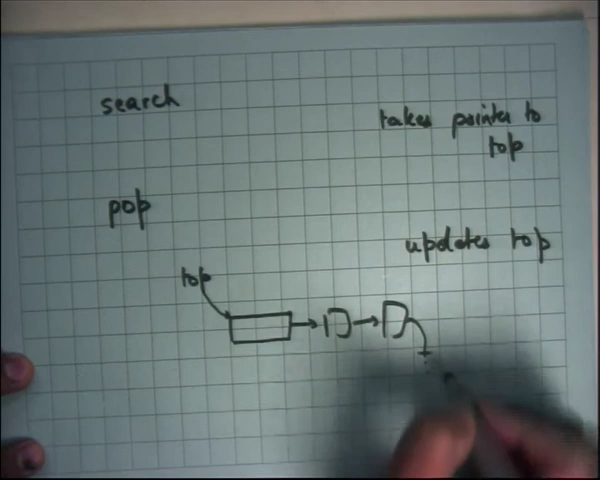 search
takes pointer to
top
pop
updates top
top